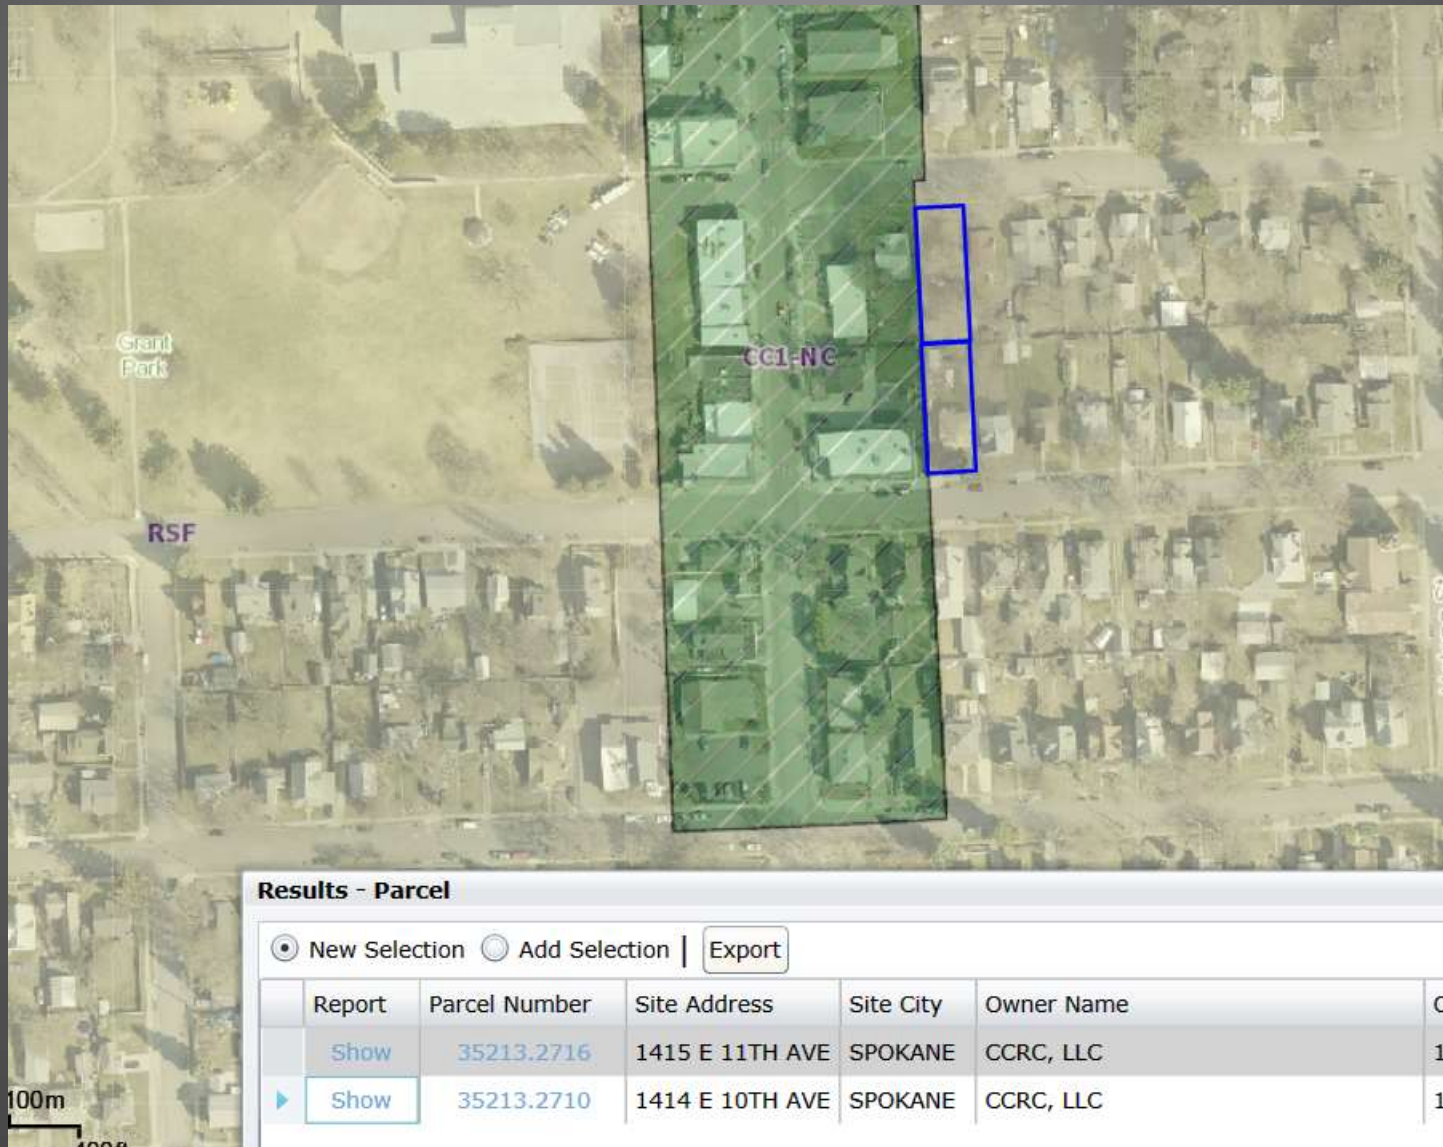 Grant
Park
CC1-NC
RSF
Results - Parcel
New Selection Add Selection | Export
Report Parcel Number Site Address Site City Owner Name
Show 35213.2716 1415 E 11TH AVE SPOKANE CCRC, LLC 1
Show 35213.2710 1414 E 10TH AVE SPOKANE CCRC, LLC 1
100m